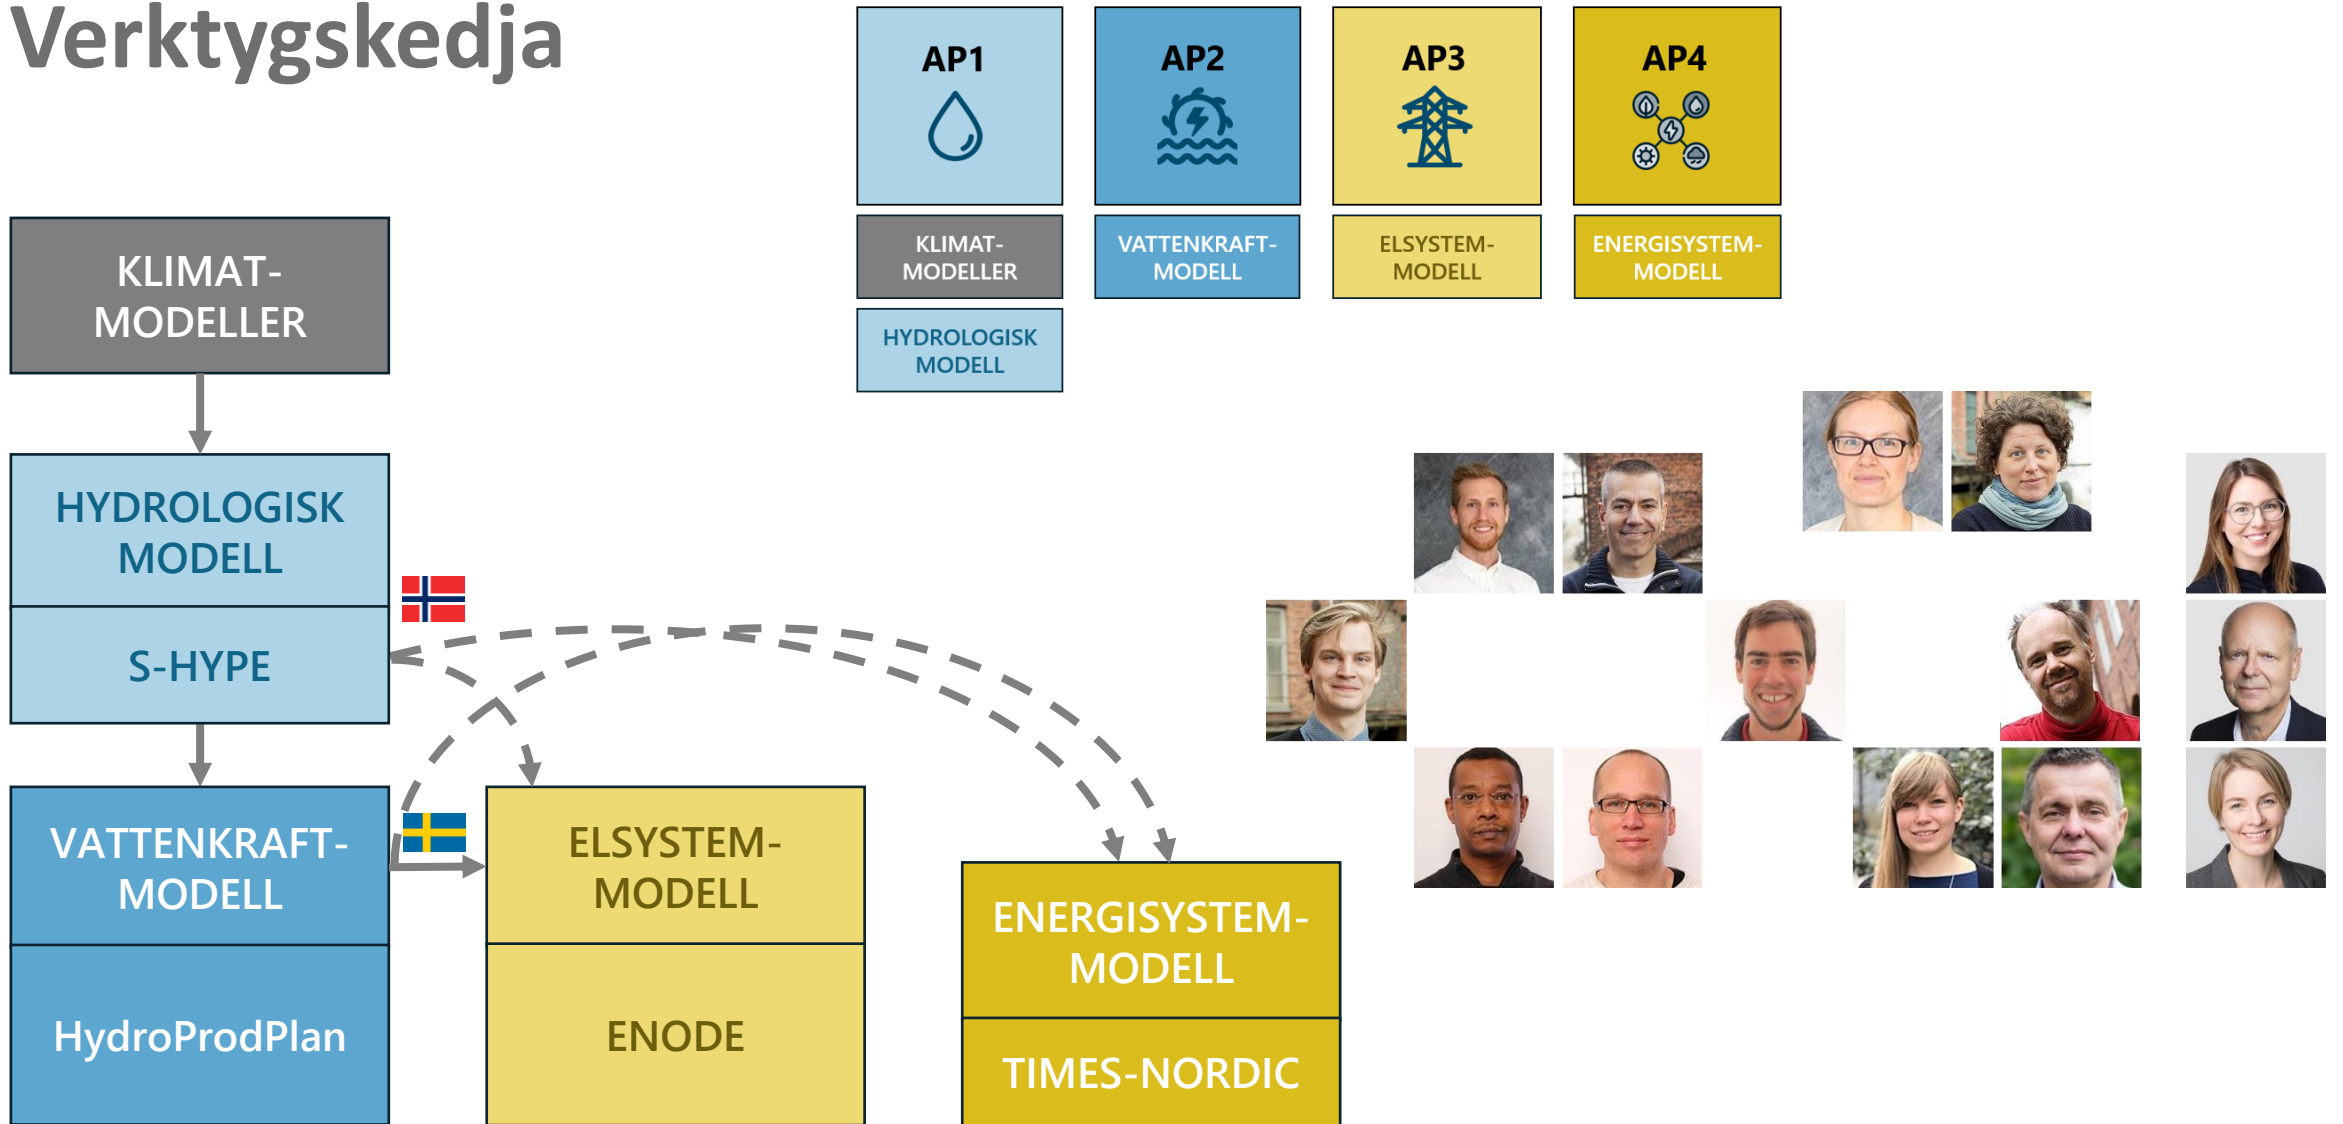 Verktygskedja
AP1
AP2
AP3
AP4
KLIMAT-
MODELLER
VATTENKRAFT-
MODELL
ELSYSTEM-
MODELL
ENERGISYSTEM-
MODELL
HYDROLOGISK
MODELL
KLIMAT-
MODELLER
HYDROLOGISK
MODELL
S-HYPE
VATTENKRAFT-
MODELL
HydroProdPlan
ELSYSTEM-
MODELL
ENODE
ENERGISYSTEM-
MODELL
TIMES-NORDIC